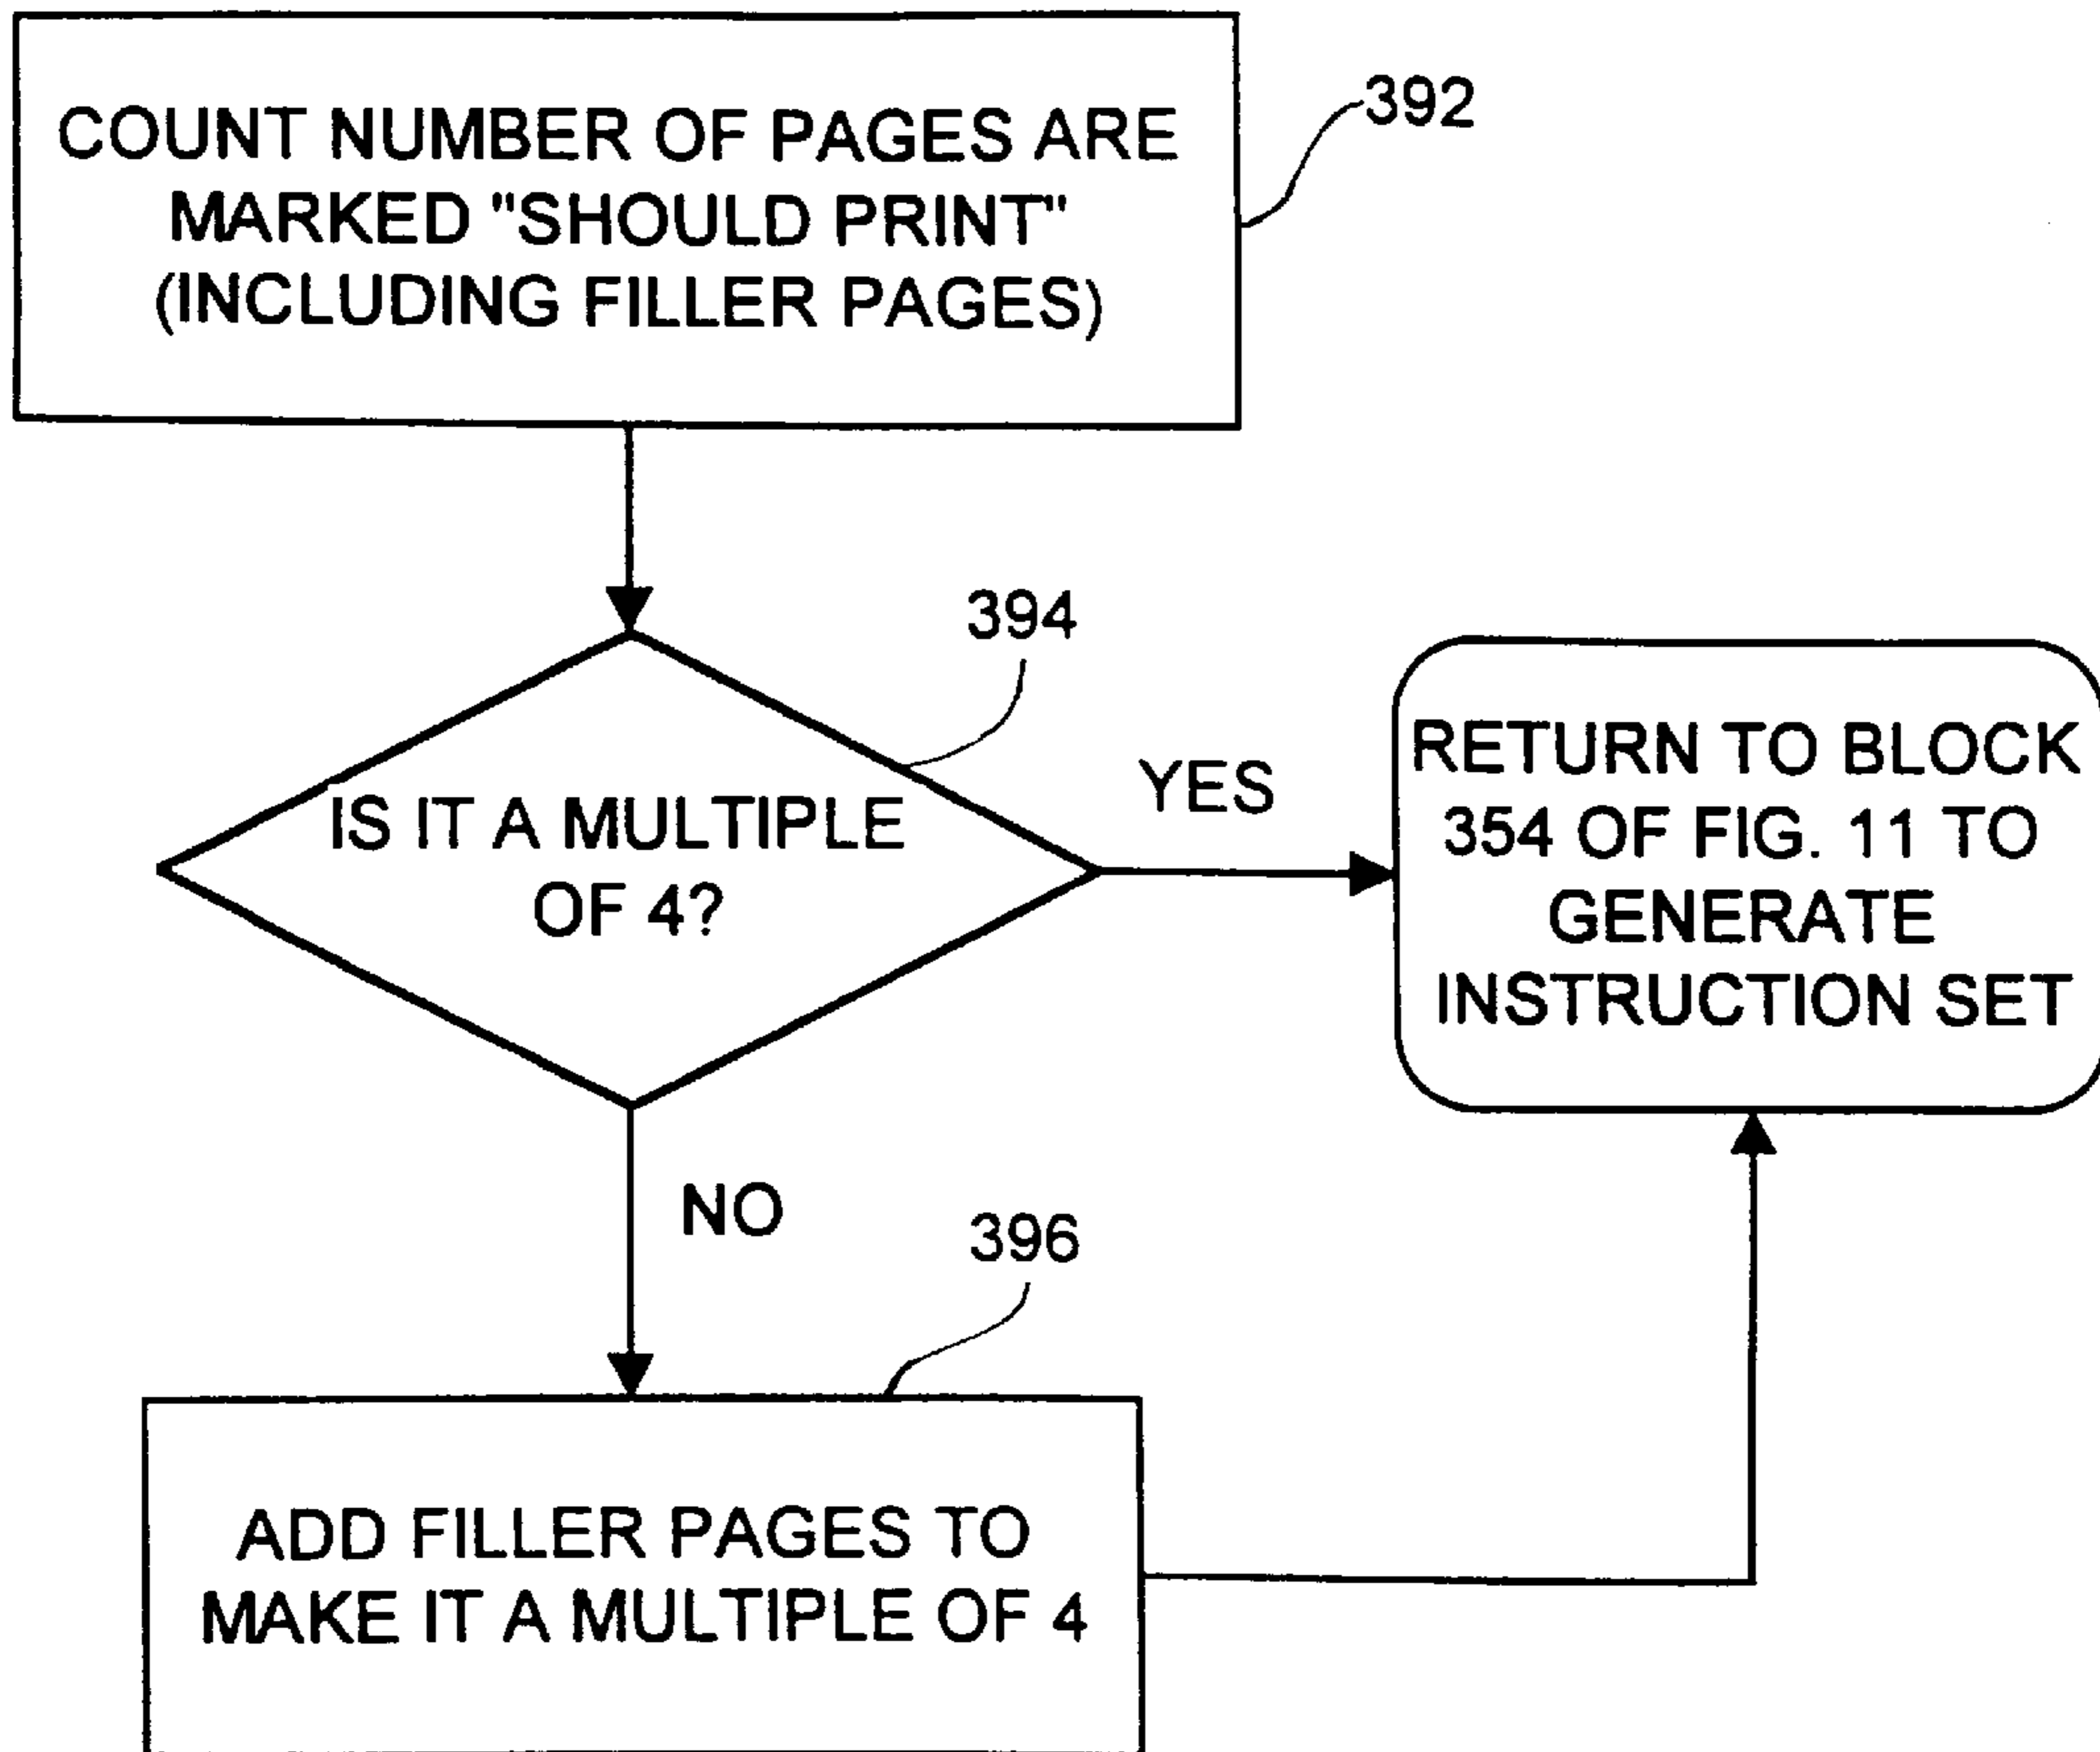 COUNT NUMBER OF PAGES ARE
MARKED "SHOULD PRINT"
(INCLUDING FILLER PAGES)
392
394
IS IT A MULTIPLE
OF 4?
YES
RETURN TO BLOCK
354 OF FIG. 11 TO
GENERATE
INSTRUCTION SET
NO
396
ADD FILLER PAGES TO
MAKE IT A MULTIPLE OF 4